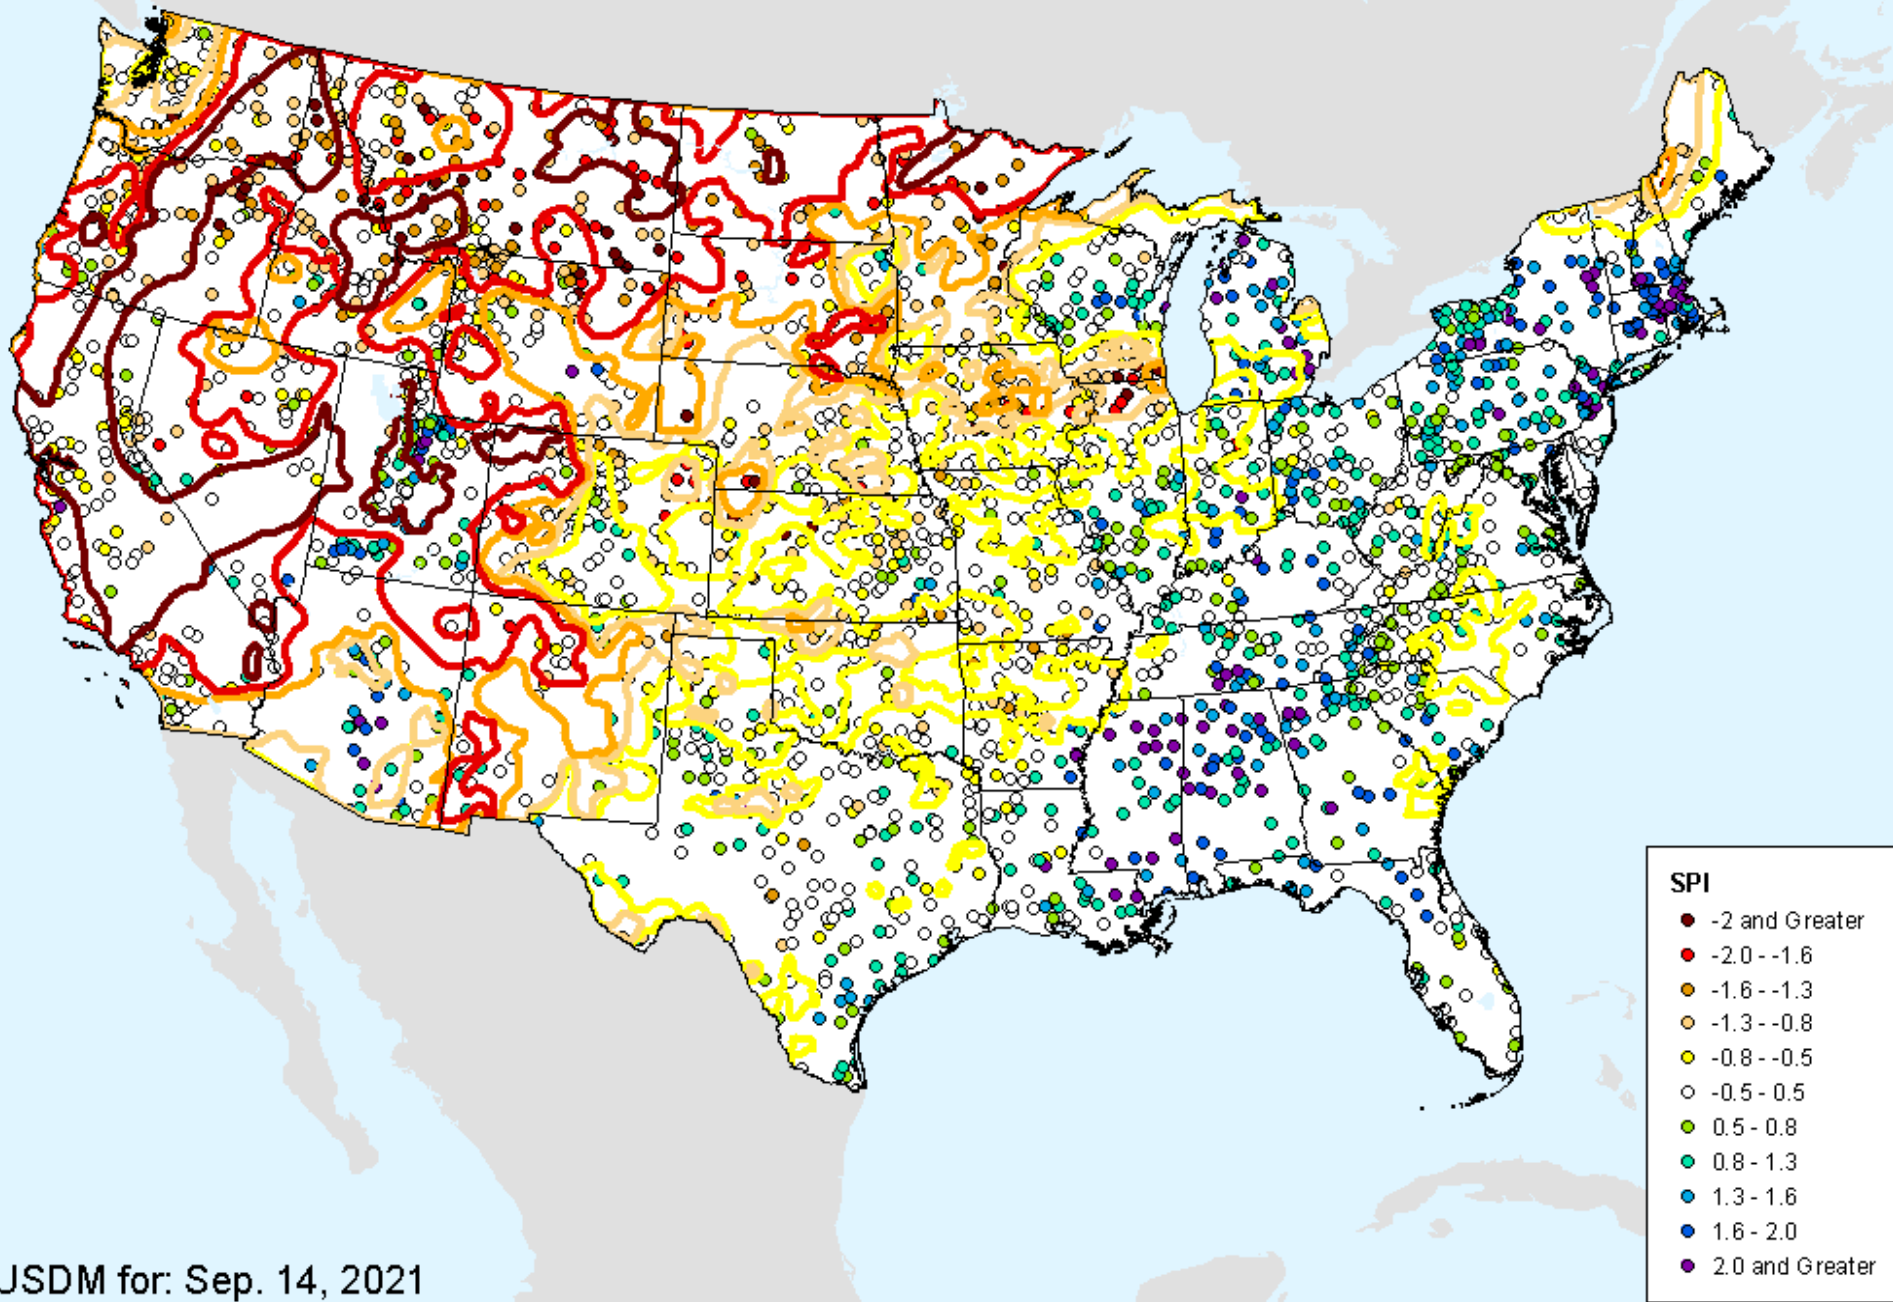 SPI
-2 and Greater
-2.0 - -1.6
-1.6 - -1.3
-1.3 - -0.8
-0.8 - -0.5
-0.5 - 0.5
0.5 - 0.8
0.8 - 1.3
1.3 - 1.6
1.6 - 2.0
2.0 and Greater
USDM for: Sep. 14, 2021